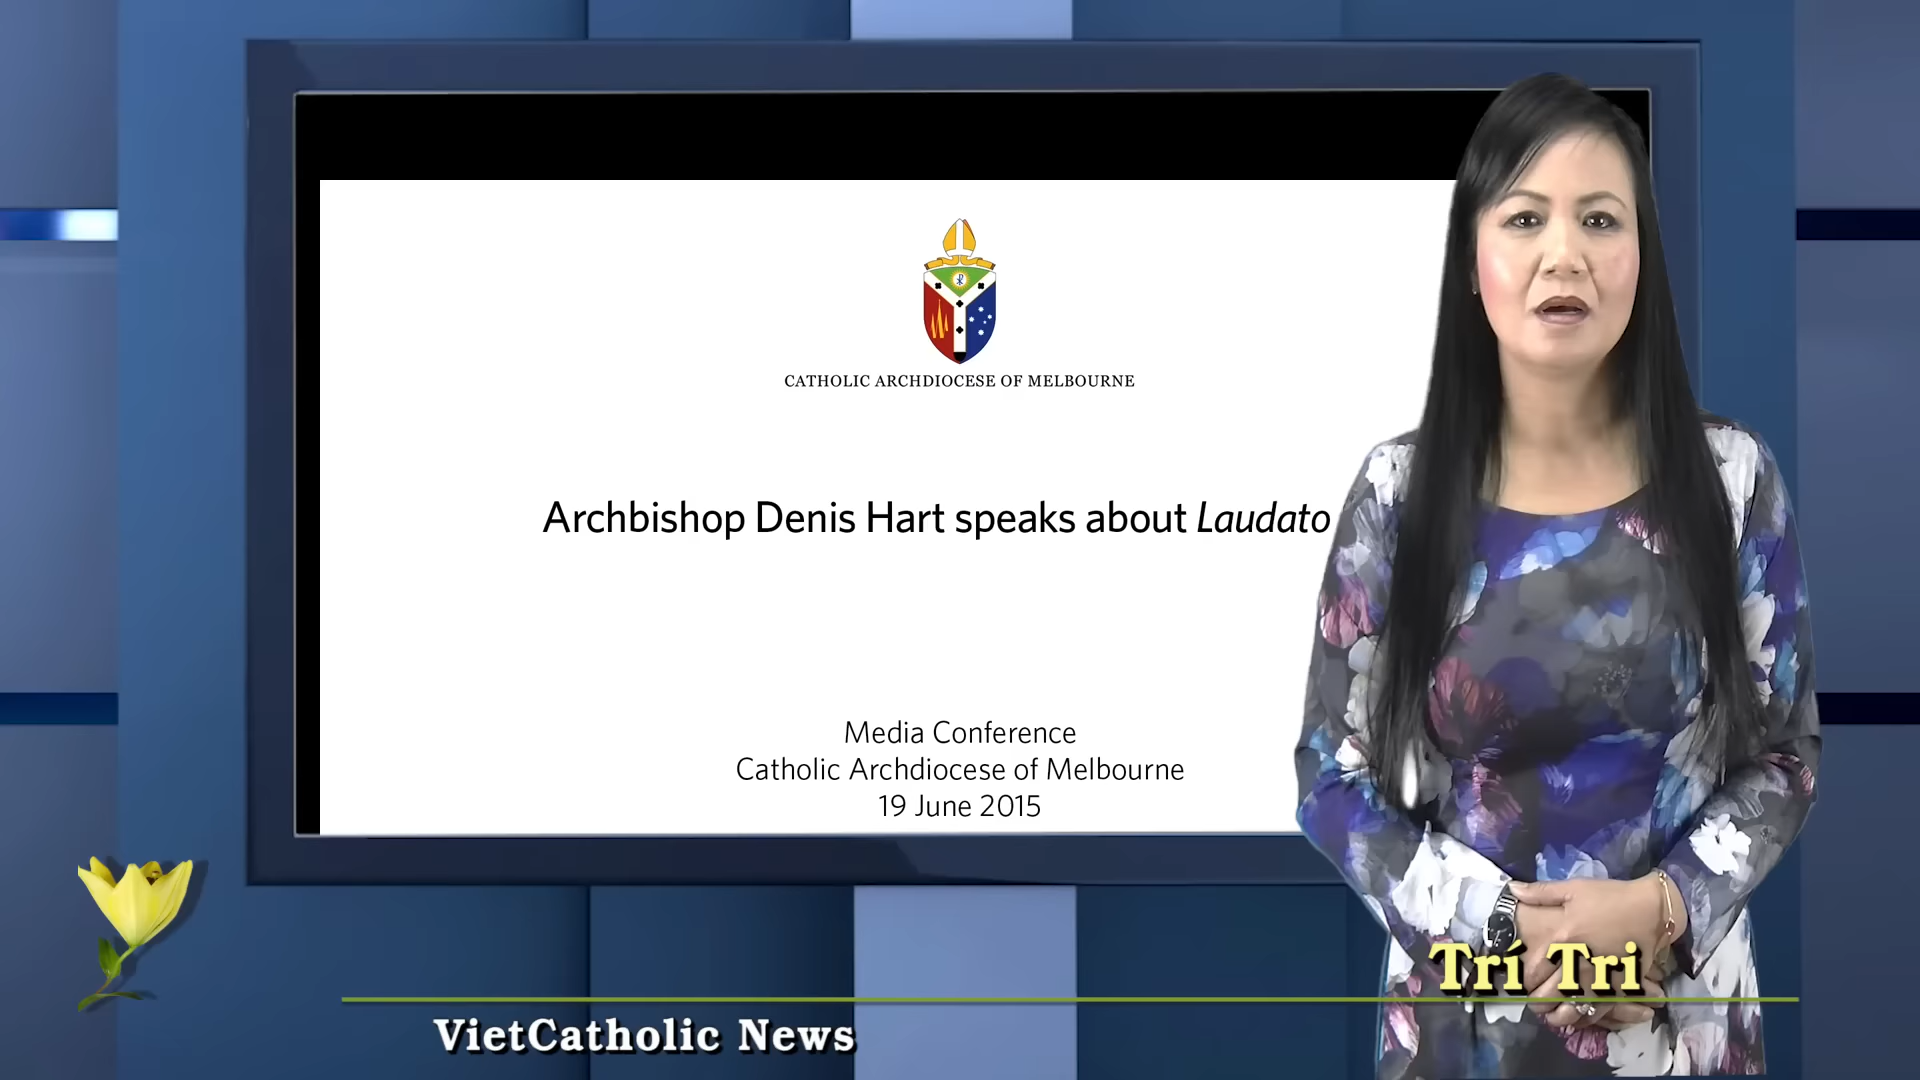 CATHOLIC ARCHDIOCESE OF MELBOURNE
Archbishop Denis Hart speaks about Laudato
Media Conference
Catholic Archdiocese of Melbourne
19 June 2015
Trí Tri
VietCatholic News